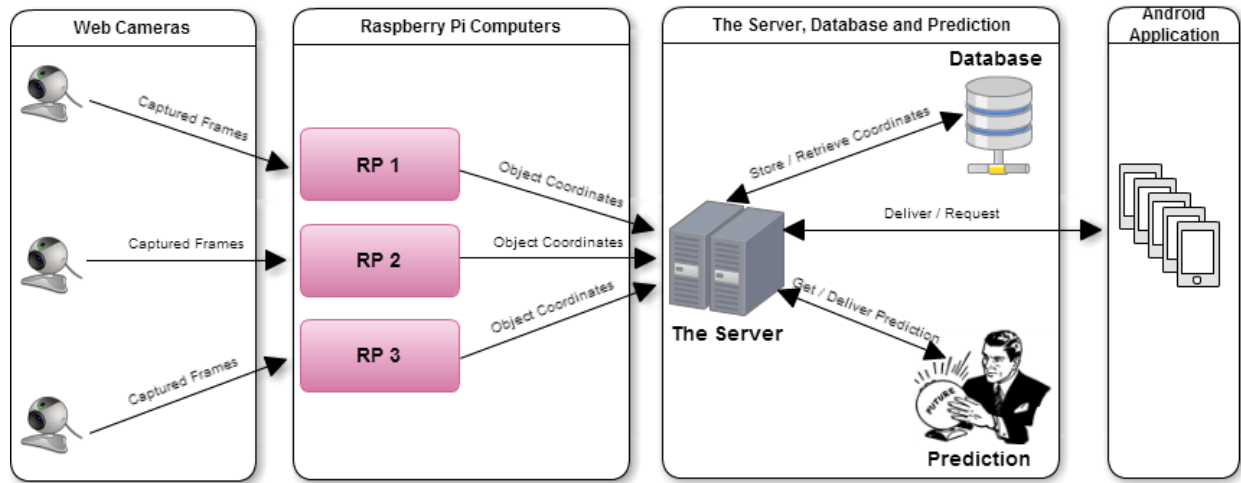 Web Cameras
Captured Frames
Captured Frames
Captured Frames
Raspberry Pi Computers
RP 1
RP 2
RP 3
Object Coordinates
Object Coordinates
Object Coordinates
The Server, Database and Prediction
Database
Store / Retrieve Coordinates
Deliver / Request
The Server
Get / Deliver Prediction
FUTURE
Prediction
Android
Application